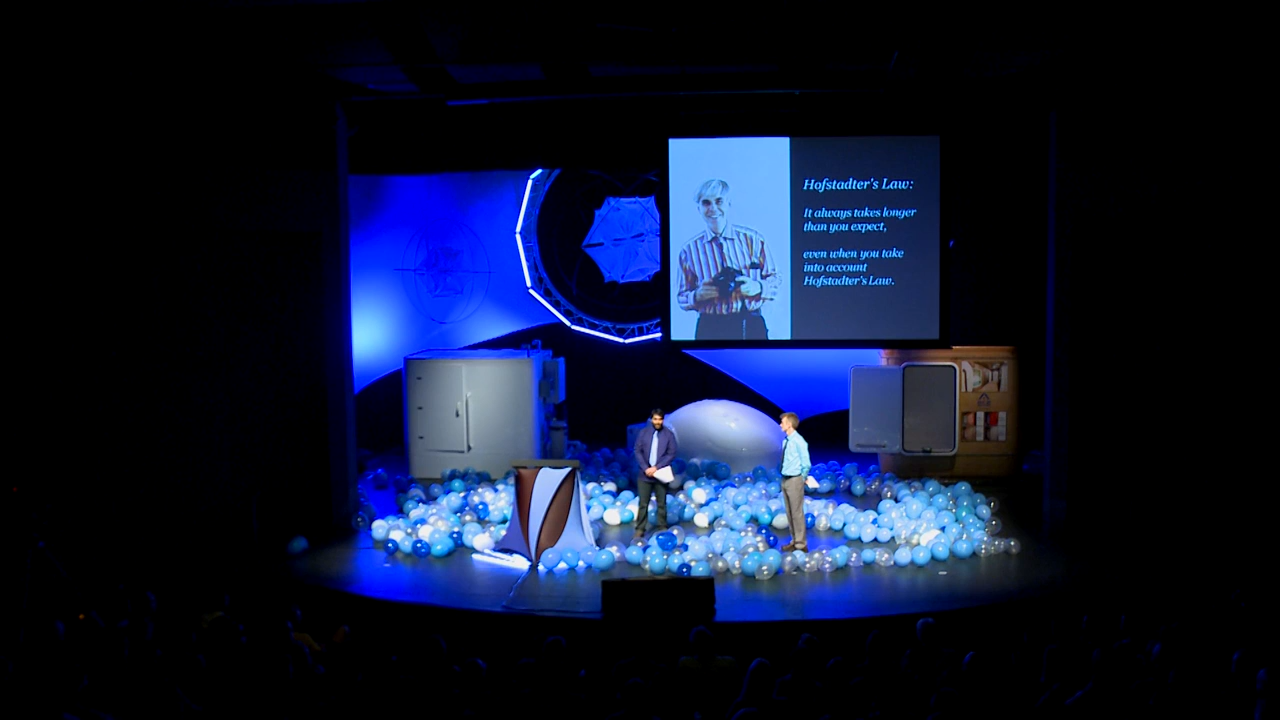 Hofstadter's Law:
It always takes longer
than you expect,
even when you take
into account
Hofstadter's Law.